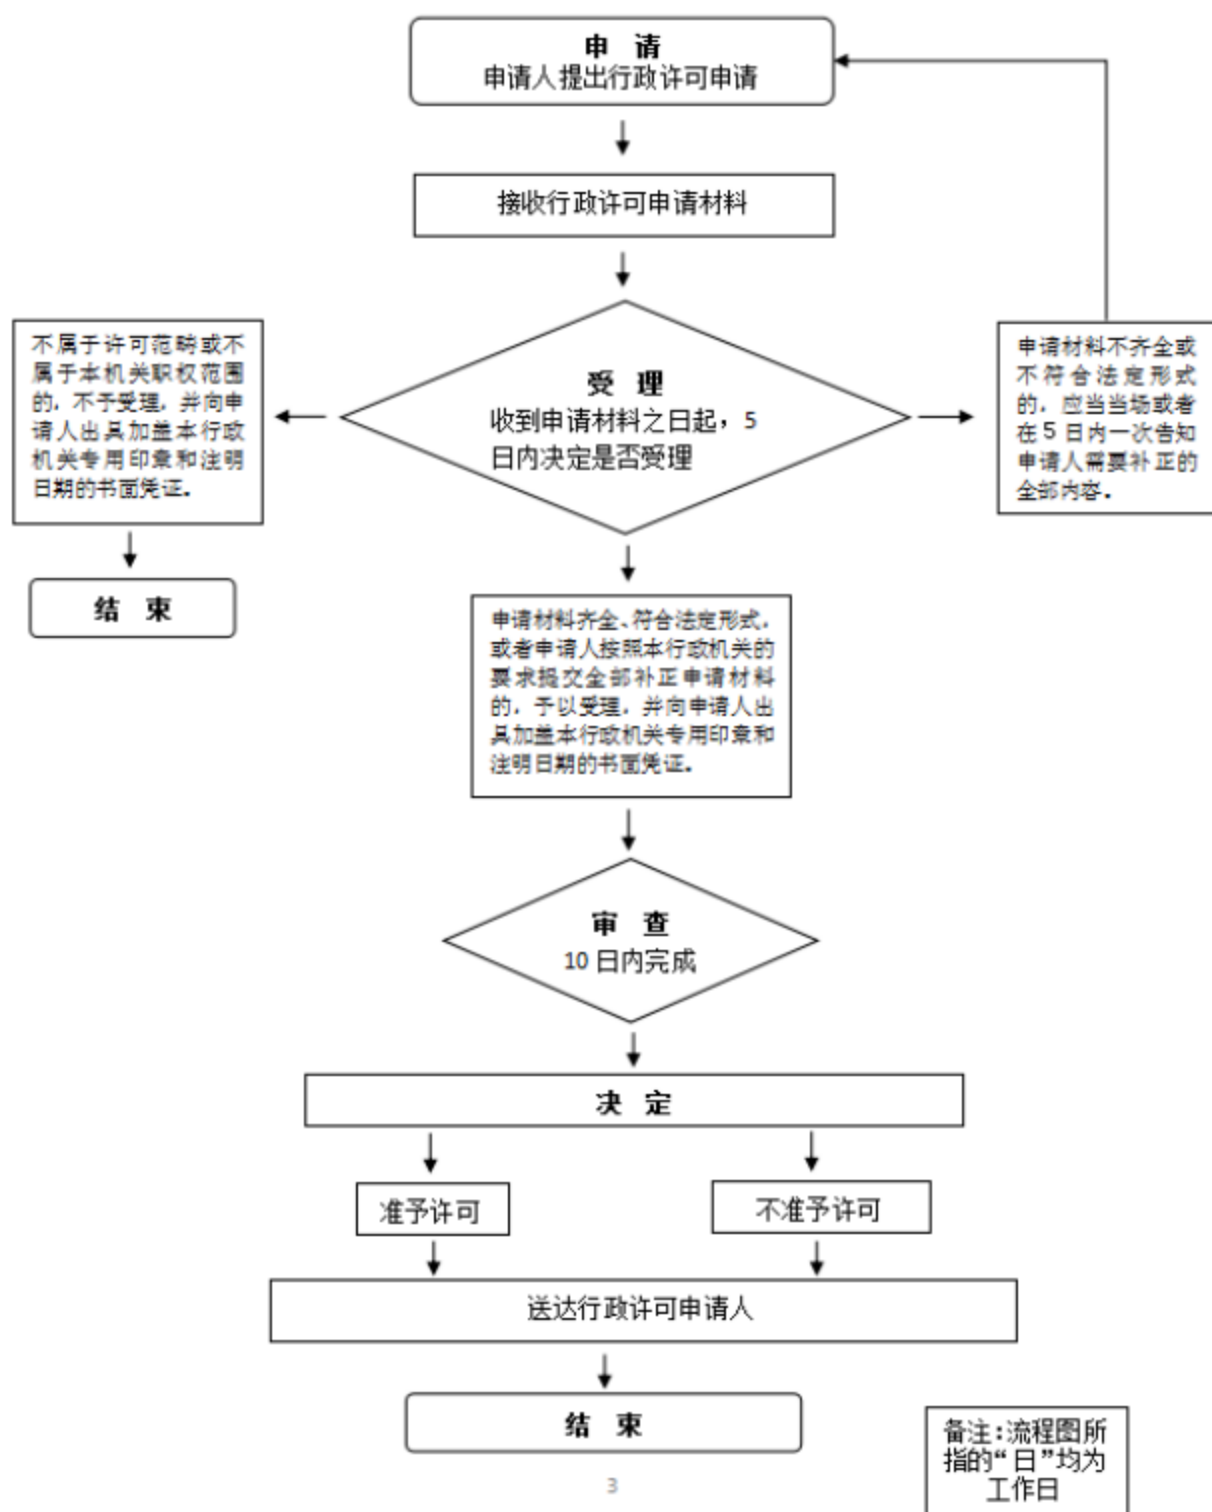 申 请
申请人提出行政许可申请
接收行政许可申请材料
不属于许可范畴或不
属于本机关职权范围
的，不予受理，并向申
请人出具加盖本行政
机关专用印章和注明
日期的书面凭证。
受 理
收到申请材料之日起，5
日内决定是否受理
申请材料不齐全或
不符合法定形式
的，应当当场或者
在5日内一次告知
申请人需要补正的
全部内容。
结 束
申请材料齐全、符合法定形式，
或者申请人按照本行政机关的
要求提交全部补正申请材料
的，予以受理，并向申请人出
具加盖本行政机关专用印章和
注明日期的书面凭证。
审 查
10日内完成
决 定
准予许可
不准予许可
送达行政许可申请人
结 束
备注：流程图所
指的“日”均为
工作日
3